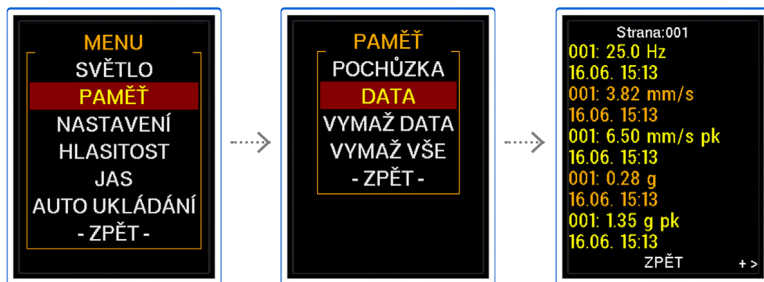 MENU
SVĚTLO
PAMĚŤ
NASTAVENÍ
HLASITOST
JAS
AUTO UKLÁDÁNÍ
- ZPĚT -
PAMĚŤ
POCHŮZKA
DATA
VYMAŽ DATA
VYMAŽ VŠE
- ZPĚT -
Strana:001
001: 25.0 Hz
16.06. 15:13
001: 3.82 mm/s
16.06. 15:13
001: 6.50 mm/s pk
16.06. 15:13
001: 0.28 g
16.06. 15:13
001: 1.35 g pk
16.06. 15:13
ZPĚT + >